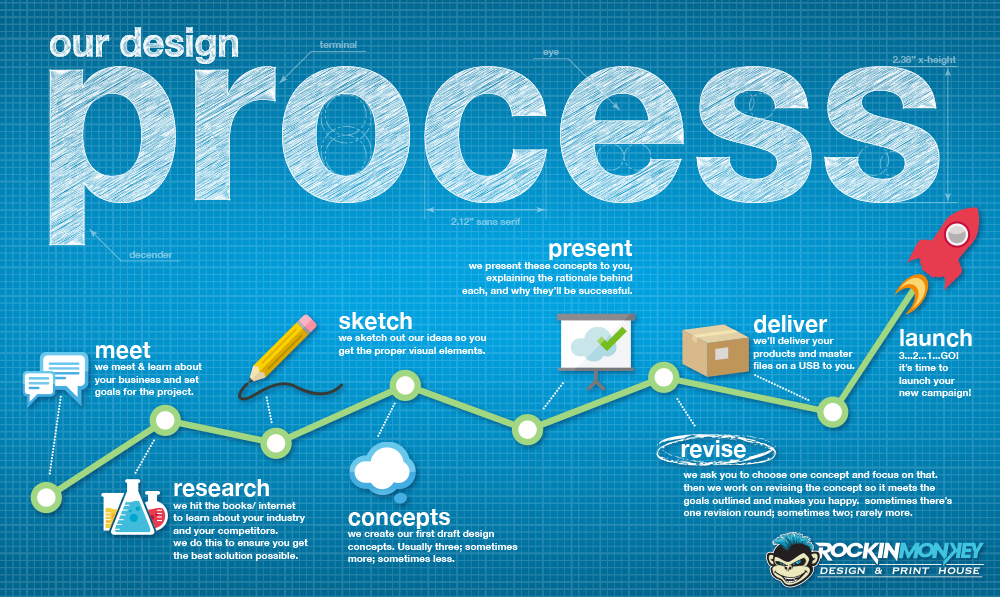 our design
process
terminal
eye
2.38" x-height
2.12" sans serif
decender
meet
we meet & learn about
your business and set
goals for the project.
research
we hit the books/ internet
to learn about your industry
and your competitors.
we do this to ensure you get
the best solution possible.
sketch
we sketch out our ideas so you
get the proper visual elements.
concepts
we create our first draft design
concepts. Usually three; sometimes
more; sometimes less.
present
we present these concepts to you,
explaining the rationale behind
each, and why they'll be successful.
revise
we ask you to choose one concept and focus on that.
then we work on revising the concept so it meets the
goals outlined and makes you happy. sometimes there's
one revision round; sometimes two; rarely more.
deliver
we'll deliver your
products and master
files on a USB to you.
launch
3...2...1...GO!
it's time to
launch your
new campaign!
ROCKINMONKEY
DESIGN & PRINT HOUSE